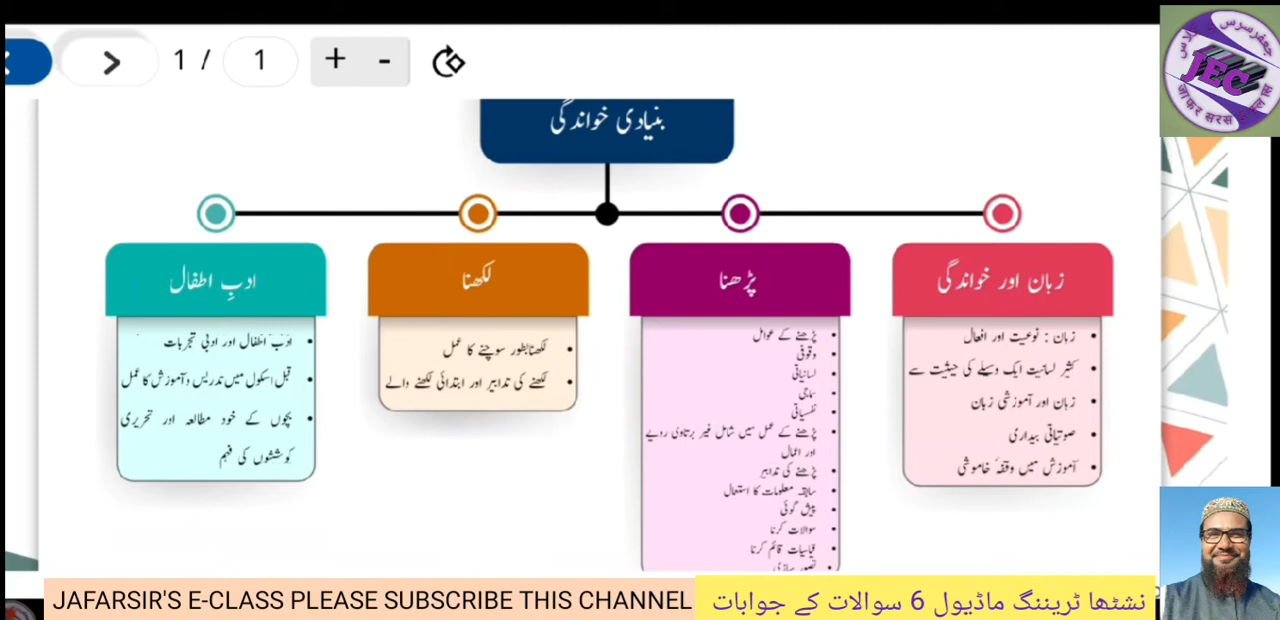 1 / 1 + -
بنیادی خواندگی
زبان اور خواندگی
زبان : نوعیت اور افعال
کثیر لسانیت ایک وسیلے کی حیثیت سے
زبان اور آموزشی زبان
صوتیاتی بیداری
آموزش میں وقفۂ خاموشی
پڑھنا
پڑھنے کے عوامل
وقوفی
لسانیاتی
سماجی
نفسیاتی
پڑھنے کے عمل میں شامل غیر برتاوی رویے
اور اعمال
پڑھنے کی تدابیر
سابقہ معلومات کا استعمال
پیش گوئی
سوالات کرنا
قیاسیات قائم کرنا
تصور سازی
لکھنا
لکھنا بطور سوچنے کا عمل
لکھنے کی تدابیر اور ابتدائی لکھنے والے
ادبِ اطفال
ادب اطفال اور ادبی تجربات
قبل اسکول میں تدریس و آموزش کا عمل
بچوں کے خود مطالعہ اور تحریری
کوششوں کی فہم
JEC
JAFARSIR'S E-CLASS PLEASE SUBSCRIBE THIS CHANNEL
نشٹھا ٹریننگ ماڈیول 6 سوالات کے جوابات